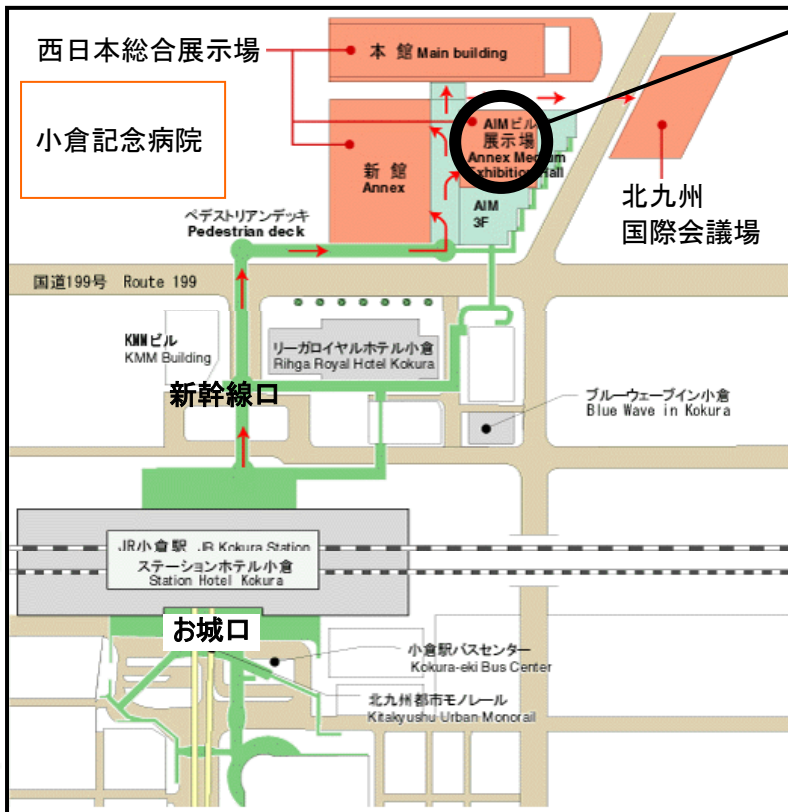 西日本総合展示場
本 館 Main building
小倉記念病院
AIMビル
展示場
Annex Medium
Exhibition Hall
新 館
Annex
AIM
3F
北九州
国際会議場
ペデストリアンデッキ
Pedestrian deck
国道199号 Route 199
KMMビル
KMM Building
リーガロイヤルホテル小倉
Rihga Royal Hotel Kokura
新幹線口
ブルーウェーブイン小倉
Blue Wave in Kokura
JR小倉駅 JR Kokura Station
ステーションホテル小倉
Station Hotel Kokura
お城口
小倉駅バスセンター
Kokura-eki Bus Center
北九州都市モノレール
Kitakyushu Urban Monorail